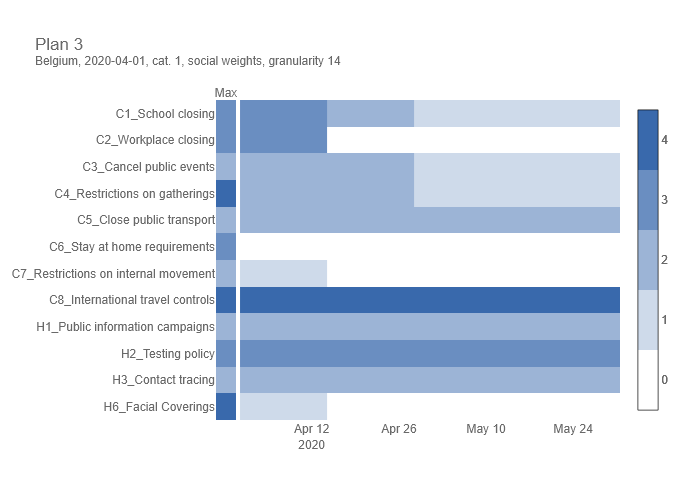 Plan 3
Belgium, 2020-04-01, cat. 1, social weights, granularity 14
Max
C1_School closing
C2_Workplace closing
C3_Cancel public events
C4_Restrictions on gatherings
C5_Close public transport
C6_Stay at home requirements
C7_Restrictions on internal movement
C8_International travel controls
H1_Public information campaigns
H2_Testing policy
H3_Contact tracing
H6_Facial Coverings
Apr 12 Apr 26 May 10 May 24
2020
4
3
2
1
0